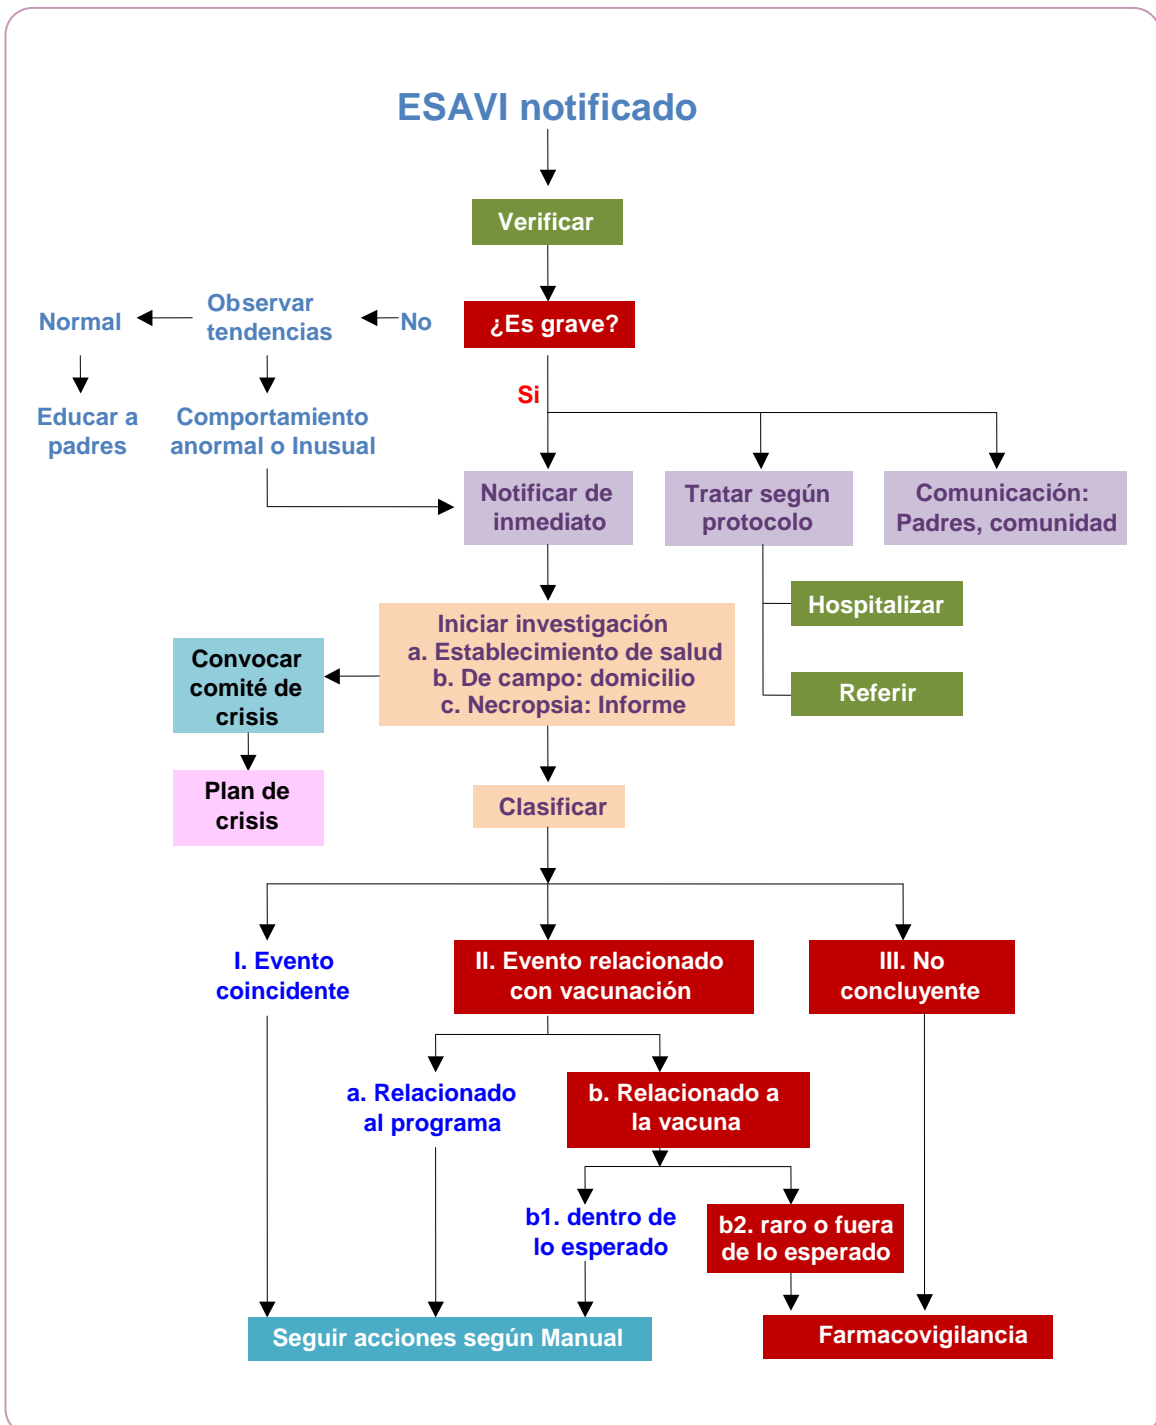 ESAVI notificado
Verificar
¿Es grave?
No
Observar
tendencias
Normal
Educar a
padres
Comportamiento
anormal o Inusual
Si
Notificar de
inmediato
Tratar según
protocolo
Comunicación:
Padres, comunidad
Hospitalizar
Referir
Iniciar investigación
a. Establecimiento de salud
b. De campo: domicilio
c. Necropsia: Informe
Convocar
comité de
crisis
Plan de
crisis
Clasificar
I. Evento
coincidente
II. Evento relacionado
con vacunación
III. No
concluyente
a. Relacionado
al programa
b. Relacionado a
la vacuna
b1. dentro de
lo esperado
b2. raro o fuera
de lo esperado
Seguir acciones según Manual
Farmacovigilancia